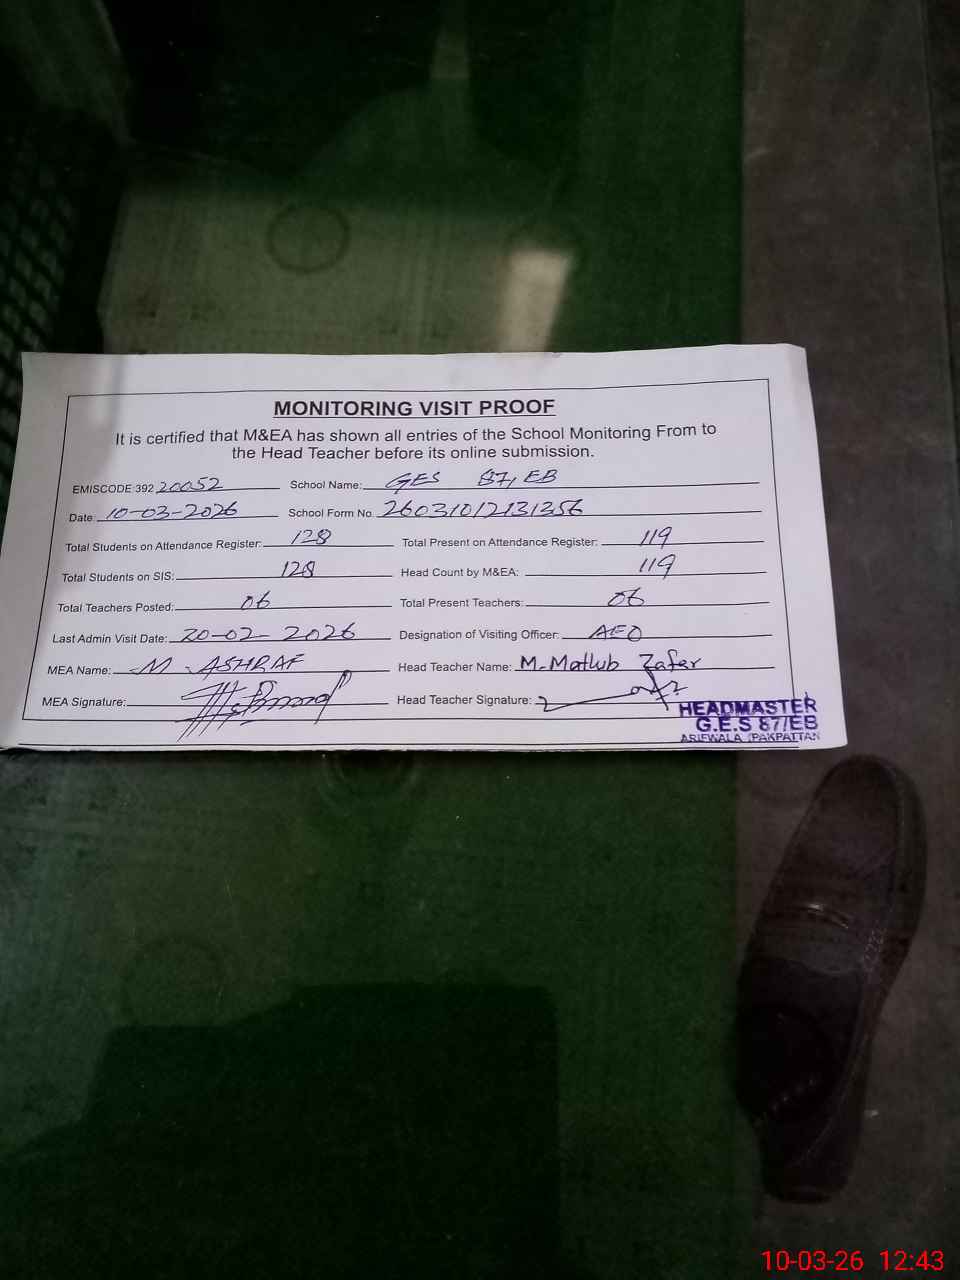 MONITORING VISIT PROOF
It is certified that M&EA has shown all entries of the School Monitoring From to
the Head Teacher before its online submission.
EMISCODE:392 20052 School Name: GES 87/EB
Date: 10-03-2026 School Form No. 26031012131356
Total Students on Attendance Register: 128 Total Present on Attendance Register: 119
Total Students on SIS: 128 Head Count by M&EA: 119
Total Teachers Posted: 06 Total Present Teachers: 06
Last Admin Visit Date: 20-02-2026 Designation of Visiting Officer: AEO
MEA Name: M. ASHRAF Head Teacher Name: M. Matlub Zafar
MEA Signature: Head Teacher Signature:
HEADMASTER
G.E.S 87/EB
ARIFWALA (PAKPATTAN
10-03-26 12:43